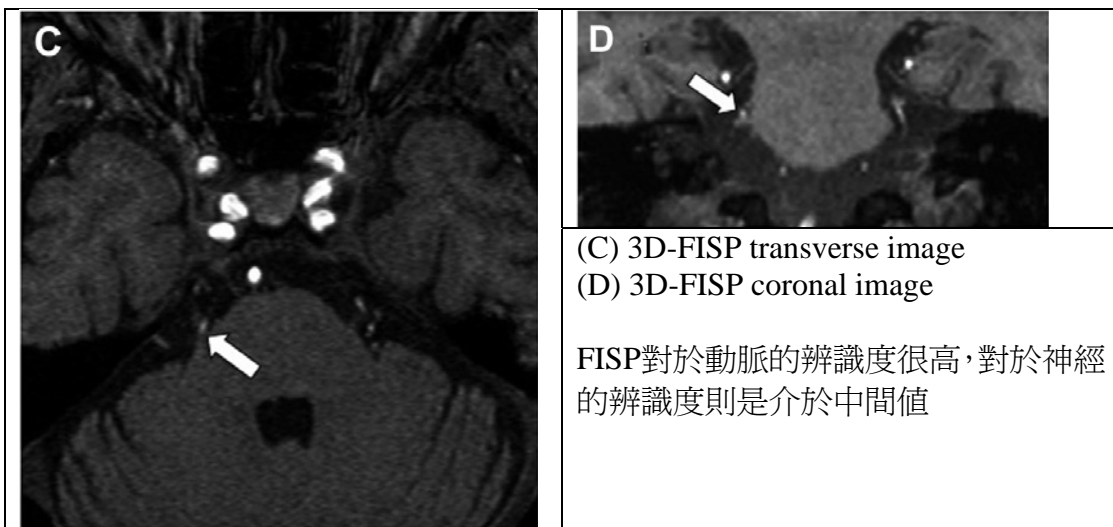 C
D
(C) 3D-FISP transverse image
(D) 3D-FISP coronal image
FISP對於動脈的辨識度很高，對於神經
的辨識度則是介於中間值